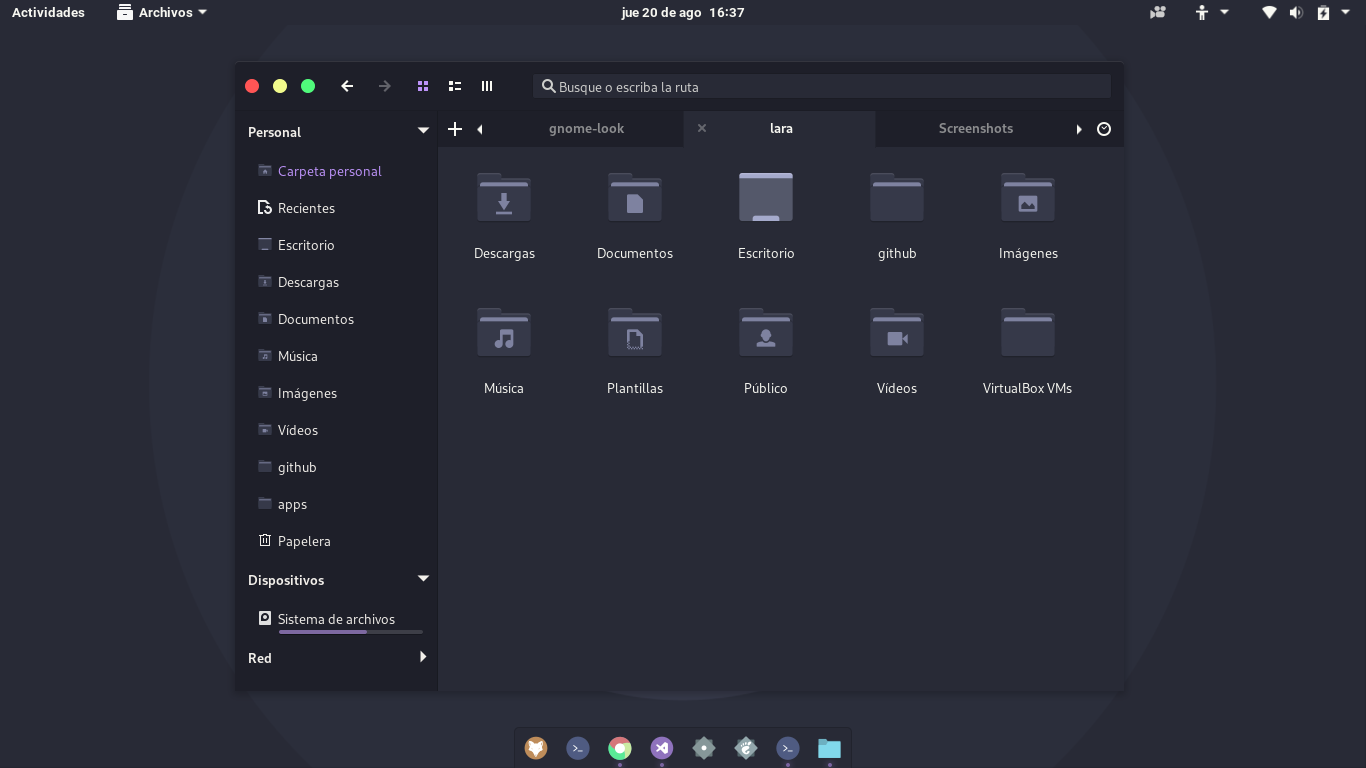 Actividades
Archivos
jue 20 de ago 16:37
Busque o escriba la ruta
gnome-look
lara
Screenshots
Personal
Carpeta personal
Recientes
Escritorio
Descargas
Documentos
Música
Imágenes
Vídeos
github
apps
Papelera
Dispositivos
Sistema de archivos
Red
Descargas
Documentos
Escritorio
github
Imágenes
Música
Plantillas
Público
Vídeos
VirtualBox VMs